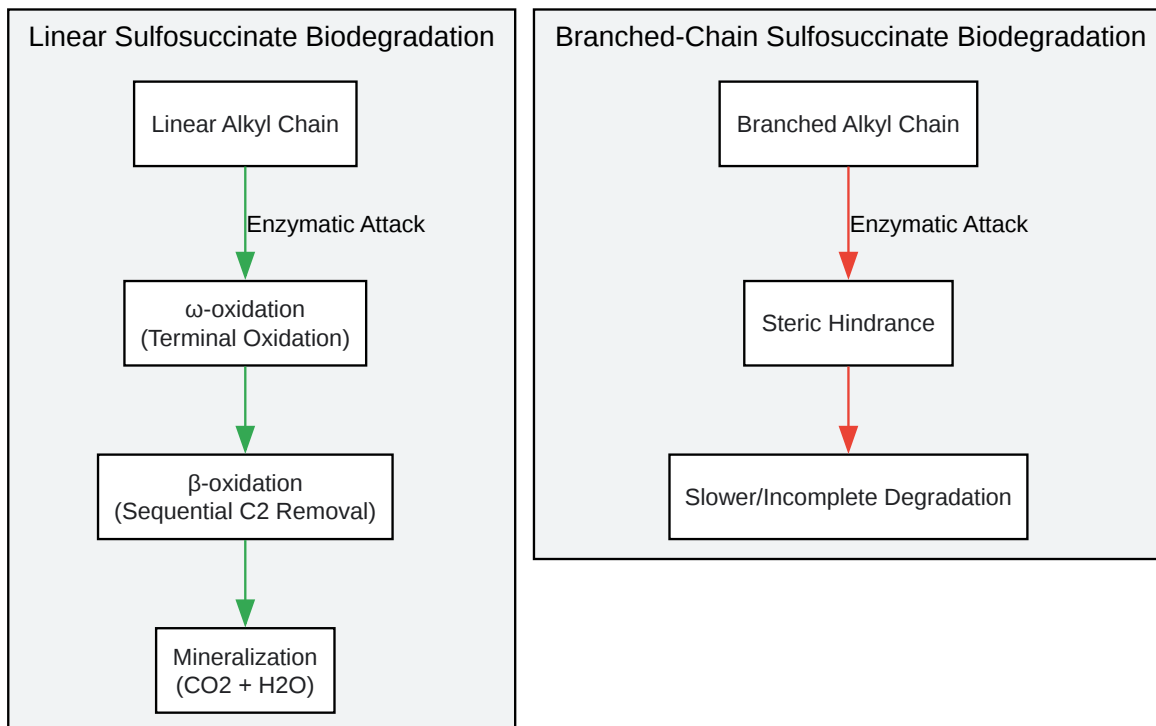 Linear Sulfosuccinate Biodegradation
Linear Alkyl Chain
Enzymatic Attack
ω-oxidation
(Terminal Oxidation)
β-oxidation
(Sequential C2 Removal)
Mineralization
(CO2 + H2O)
Branched-Chain Sulfosuccinate Biodegradation
Branched Alkyl Chain
Enzymatic Attack
Steric Hindrance
Slower/Incomplete Degradation